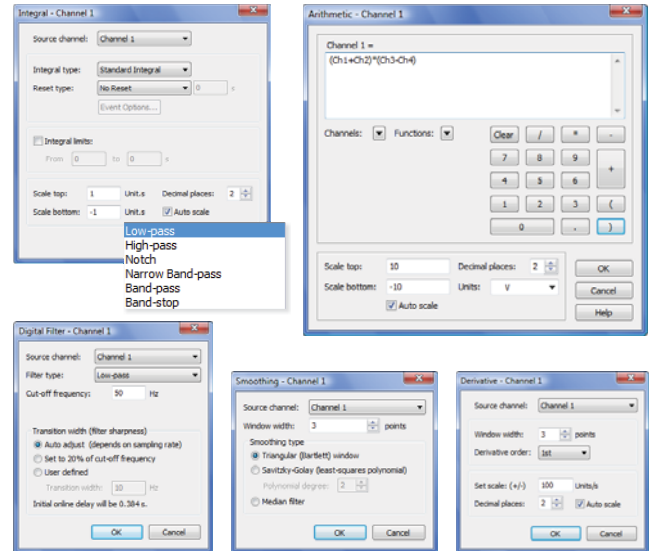 Integral - Channel 1
Source channel: Channel 1
Integral type: Standard Integral
Reset type: No Reset 0 s
Event Options...
Integral limits:
From 0 to 0 s
Scale top: 1 Unit.s Decimal places: 2
Scale bottom: -1 Unit.s Auto scale
Low-pass
High-pass
Notch
Narrow Band-pass
Band-pass
Band-stop
Arithmetic - Channel 1
Channel 1 =
(Ch1+Ch2)*(Ch3-Ch4)
Channels: Functions: Clear / * -
7 8 9 +
4 5 6
1 2 3 (
0 . )
Scale top: 10 Decimal places: 2 OK
Scale bottom: -10 Units: V Cancel
Auto scale Help
Digital Filter - Channel 1
Source channel: Channel 1
Filter type: Low-pass
Cut-off frequency: 50 Hz
Transition width (filter sharpness)
Auto adjust (depends on sampling rate)
Set to 20% of cut-off frequency
User defined
Transition width: 10 Hz
Initial online delay will be 0.384 s.
OK Cancel
Smoothing - Channel 1
Source channel: Channel 1
Window width: 3 points
Smoothing type
Triangular (Bartlett) window
Savitzky-Golay (least-squares polynomial)
Polynomial degree: 2
Median filter
OK Cancel
Derivative - Channel 1
Source channel: Channel 1
Window width: 3 points
Derivative order: 1st
Set scale: (+/-) 100 Units/s
Decimal places: 2 Auto scale
OK Cancel